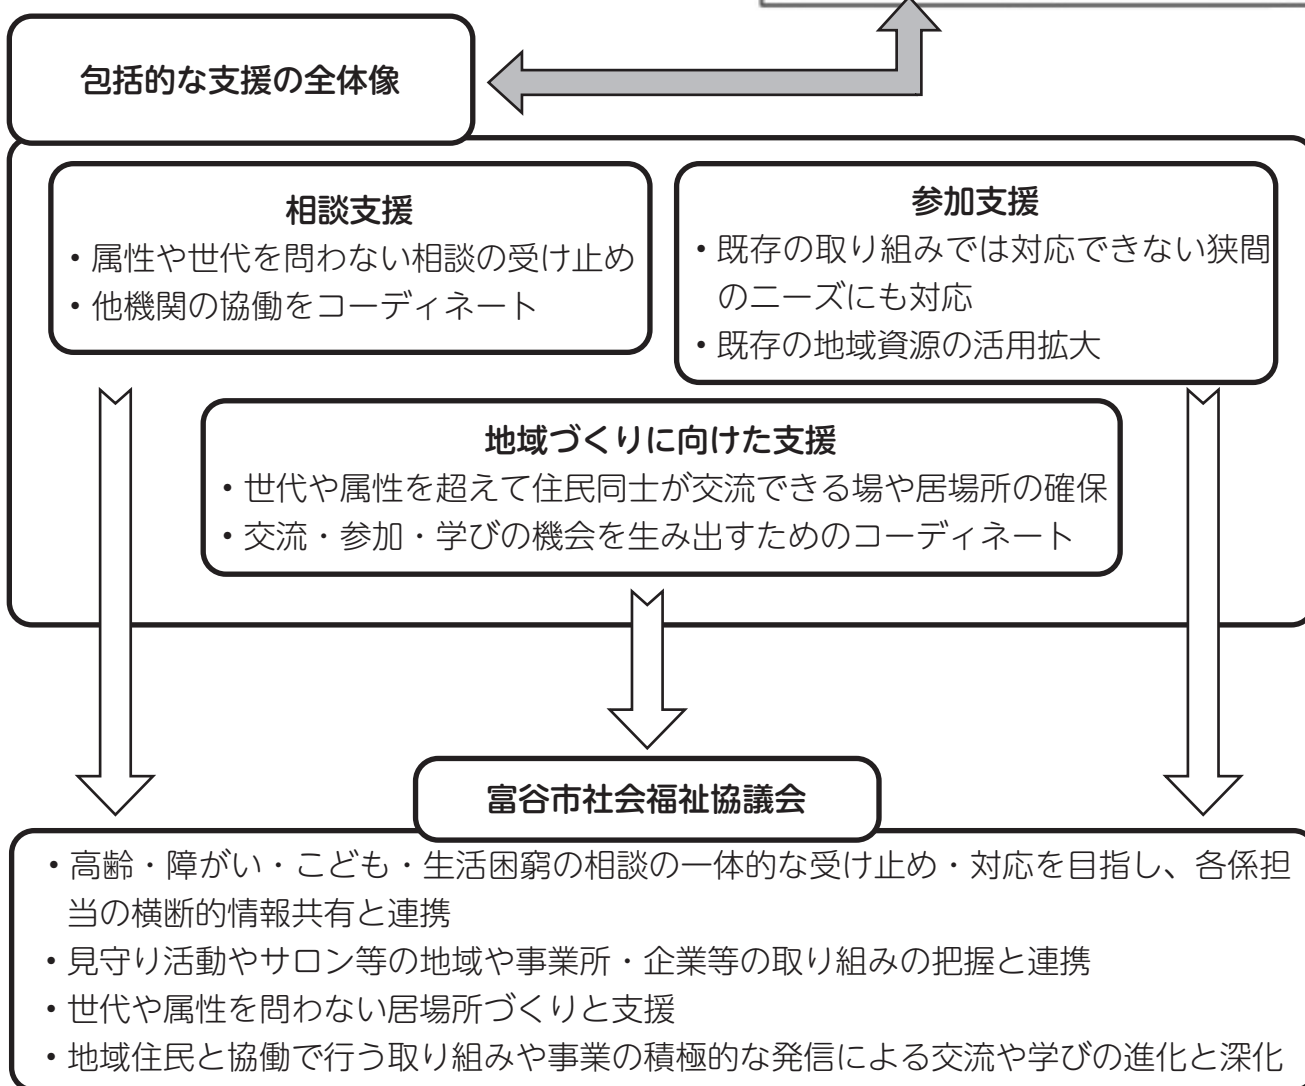 包括的な支援の全体像
相談支援
・属性や世代を問わない相談の受け止め
・他機関の協働をコーディネート
参加支援
・既存の取り組みでは対応できない狭間
のニーズにも対応
・既存の地域資源の活用拡大
地域づくりに向けた支援
・世代や属性を超えて住民同士が交流できる場や居場所の確保
・交流・参加・学びの機会を生み出すためのコーディネート
富谷市社会福祉協議会
・高齢・障がい・こども・生活困窮の相談の一体的な受け止め・対応を目指し、各係担
当の横断的情報共有と連携
・見守り活動やサロン等の地域や事業所・企業等の取り組みの把握と連携
・世代や属性を問わない居場所づくりと支援
・地域住民と協働で行う取り組みや事業の積極的な発信による交流や学びの進化と深化